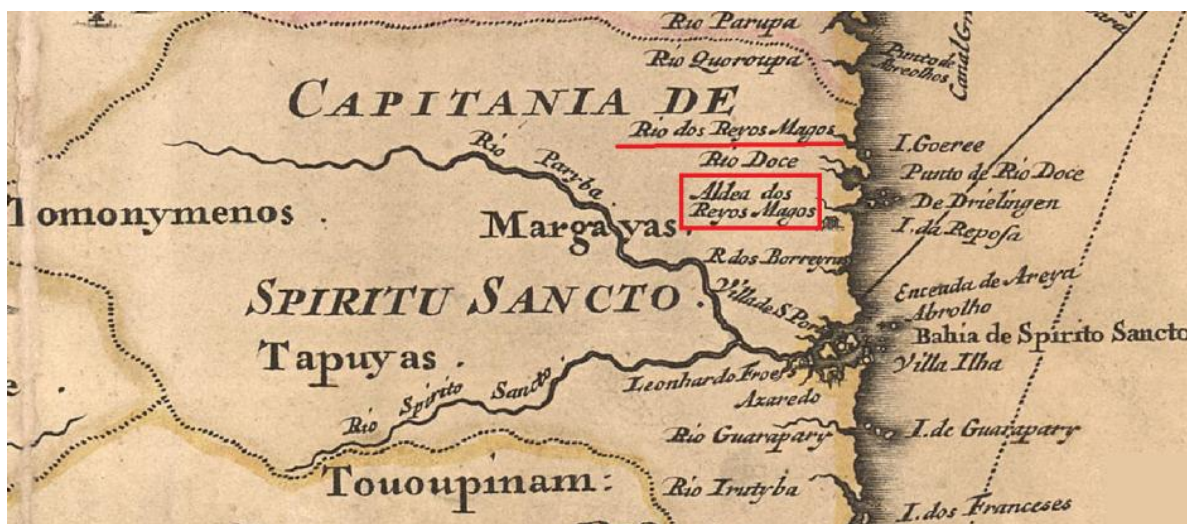 Rio Parupa
Rio Quoroupa
Punto de
Abreolhos
CAPITANIA DE
Rio dos Reyos Magos
I. Goeree
Rio Paryba
Rio Doce
Punto de Rio Doce
Aldea dos
Reyos Magos
De Drielingen
Tomonymenos .
Margayas .
I. da Reposa
R. dos Borreyros
SPIRITU SANCTO .
Villa de S. Por
Enceada de Areya
Abrolho
Bahia de Spirito Sancto
Tapuyas .
Villa Ilha
Leonhardo Froes
Azaredo
Rio Spirito Sancto
Rio Guarapary
I. de Guarapary
Tououpinam:
Rio Irutyba
I. dos Franceses